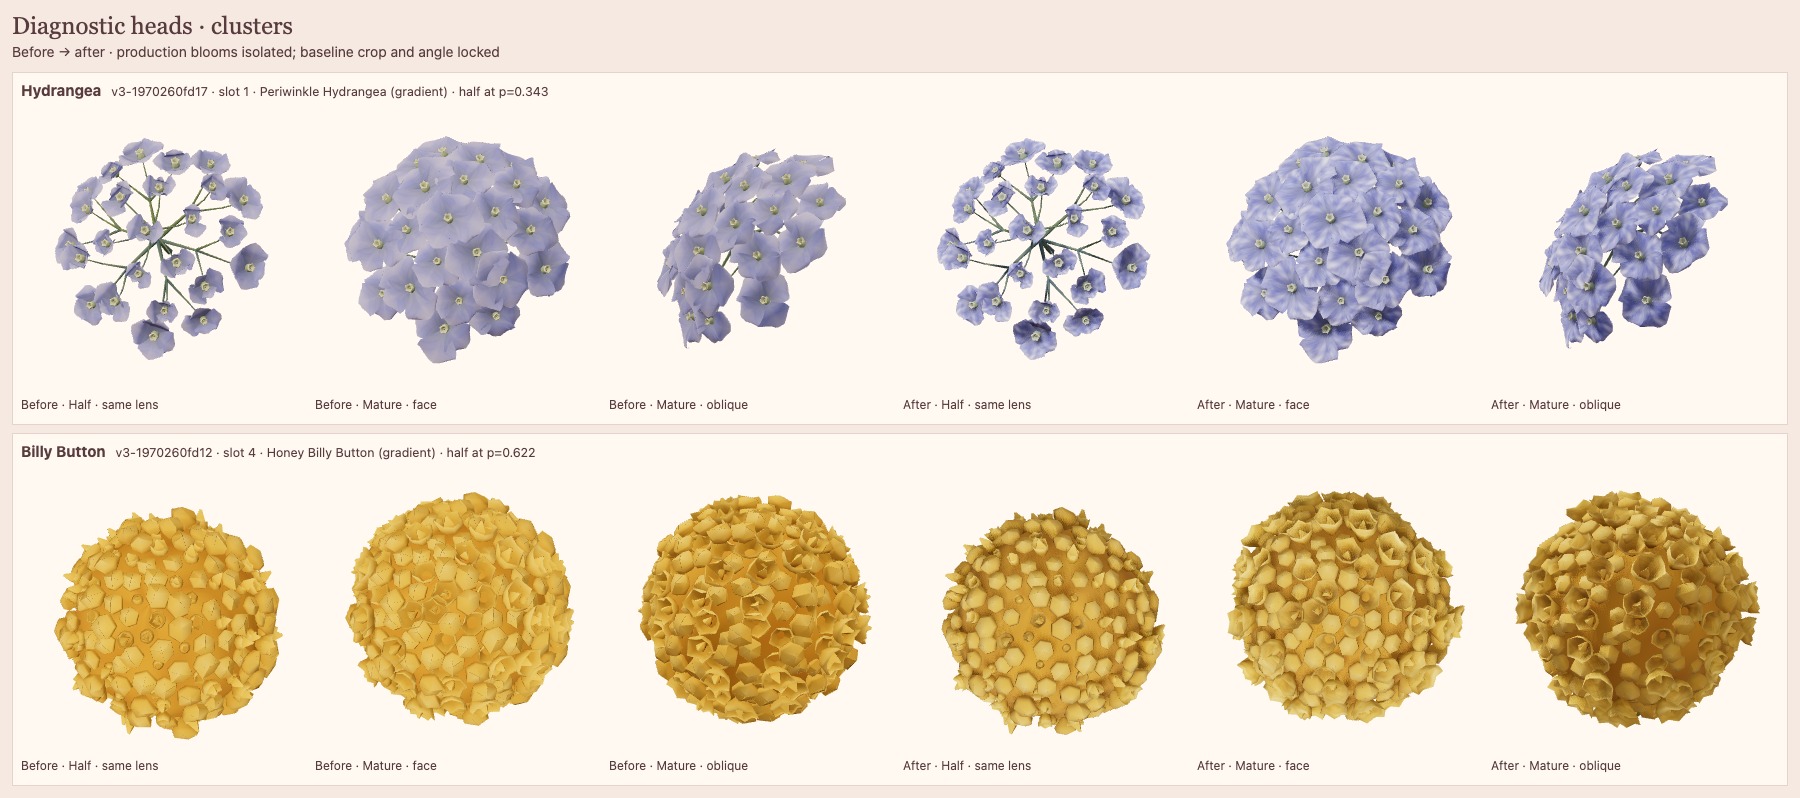 Diagnostic heads · clusters
Before → after · production blooms isolated; baseline crop and angle locked
Hydrangea v3-1970260fd17 · slot 1 · Periwinkle Hydrangea (gradient) · half at p=0.343
Before · Half · same lens
Before · Mature · face
Before · Mature · oblique
After · Half · same lens
After · Mature · face
After · Mature · oblique
Billy Button v3-1970260fd12 · slot 4 · Honey Billy Button (gradient) · half at p=0.622
Before · Half · same lens
Before · Mature · face
Before · Mature · oblique
After · Half · same lens
After · Mature · face
After · Mature · oblique